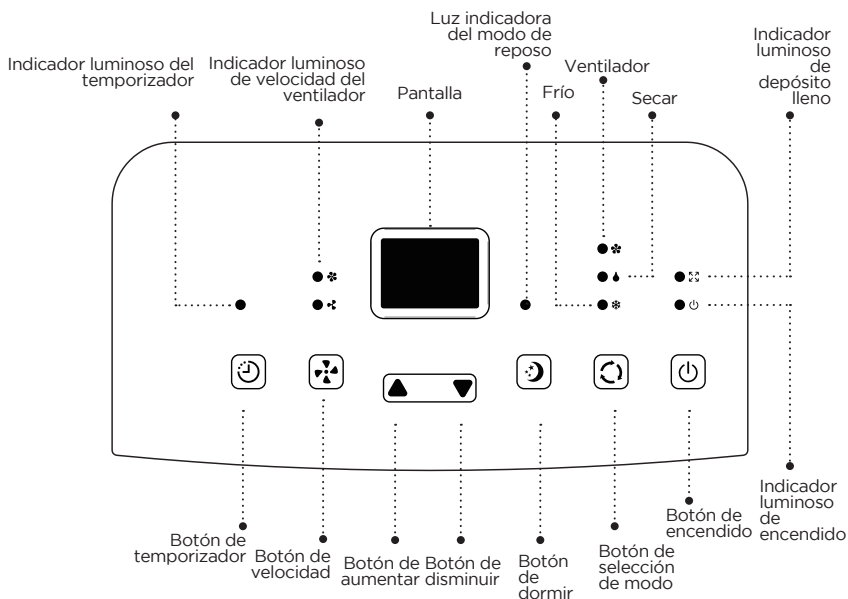 Indicador luminoso del
temporizador
Indicador luminoso
de velocidad del
ventilador
Pantalla
Luz indicadora
del modo de
reposo
Frío
Ventilador
Secar
Indicador
luminoso
de
depósito
lleno
Botón de
temporizador
Botón de
velocidad
Botón de
aumentar
Botón de
disminuir
Botón
de
dormir
Botón de
selección
de modo
Botón de
encendido
Indicador
luminoso
de
encendido